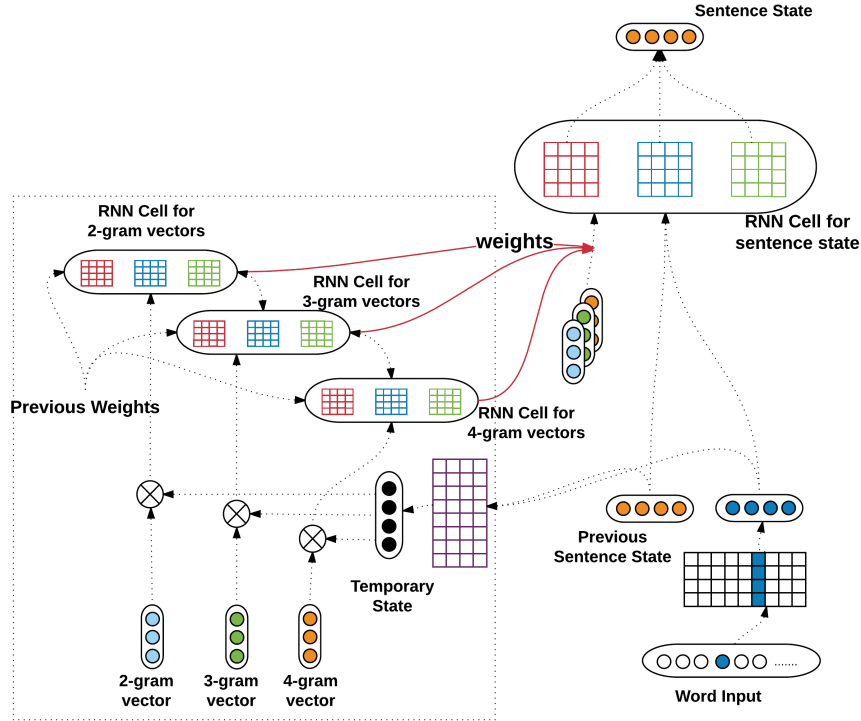 Sentence State
RNN Cell for
sentence state
RNN Cell for
2-gram vectors
weights
RNN Cell for
3-gram vectors
Previous Weights
RNN Cell for
4-gram vectors
Previous
Sentence State
Temporary
State
2-gram
vector
3-gram
vector
4-gram
vector
Word Input
.......